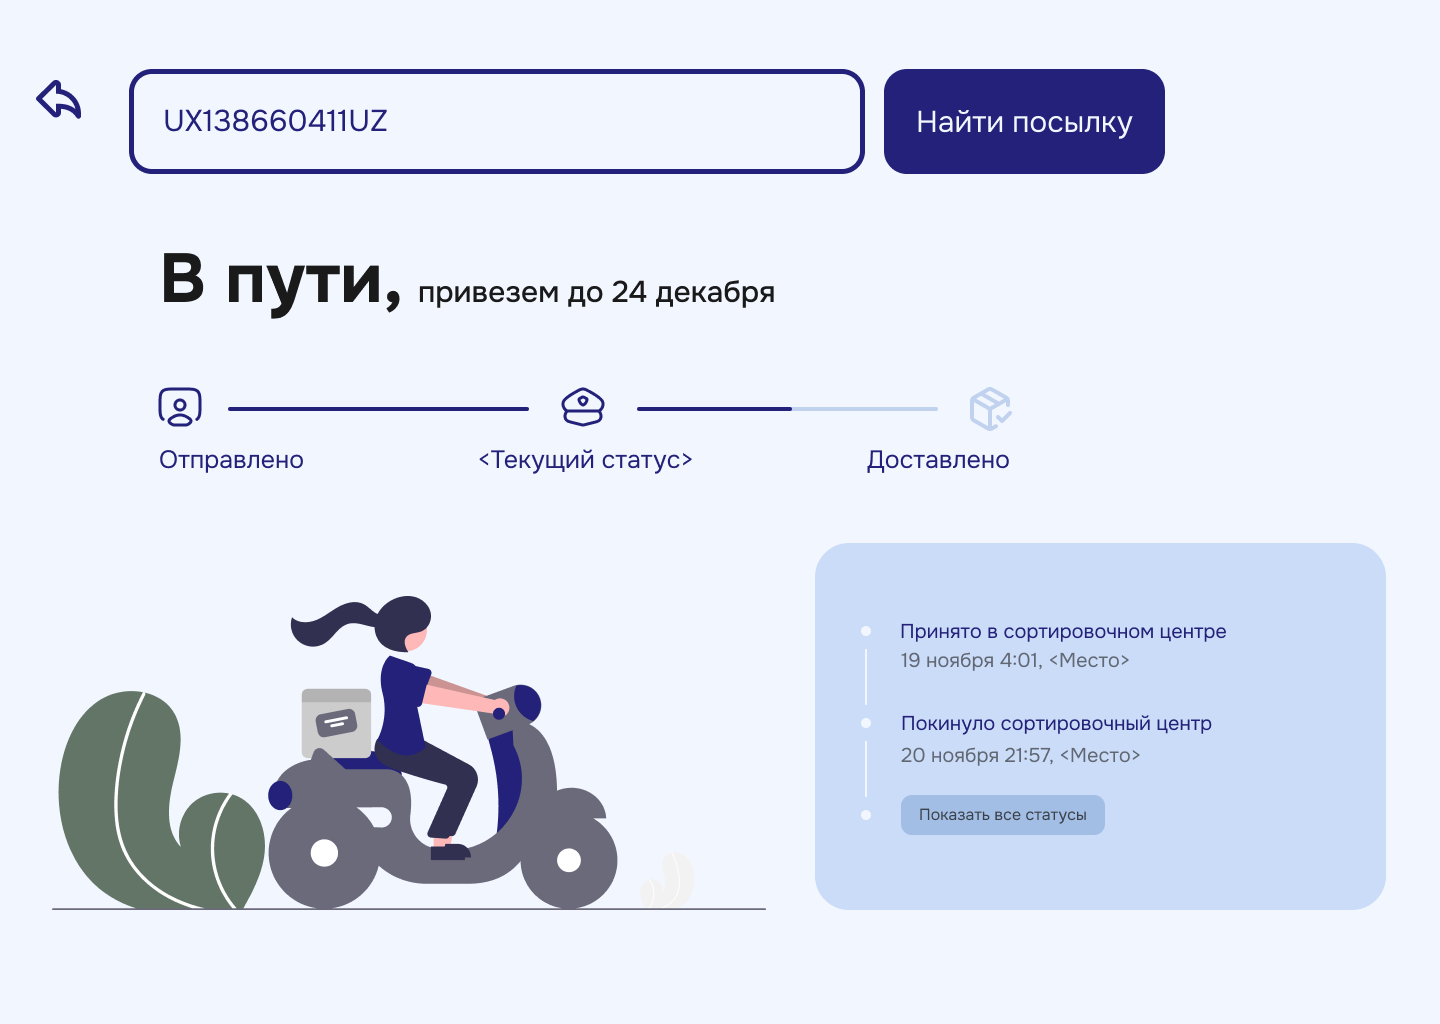 UX138660411UZ
Найти посылку
В пути, привезем до 24 декабря
Отправлено
<Текущий статус>
Доставлено
Принято в сортировочном центре
19 ноября 4:01, <Место>
Покинуло сортировочный центр
20 ноября 21:57, <Место>
Показать все статусы